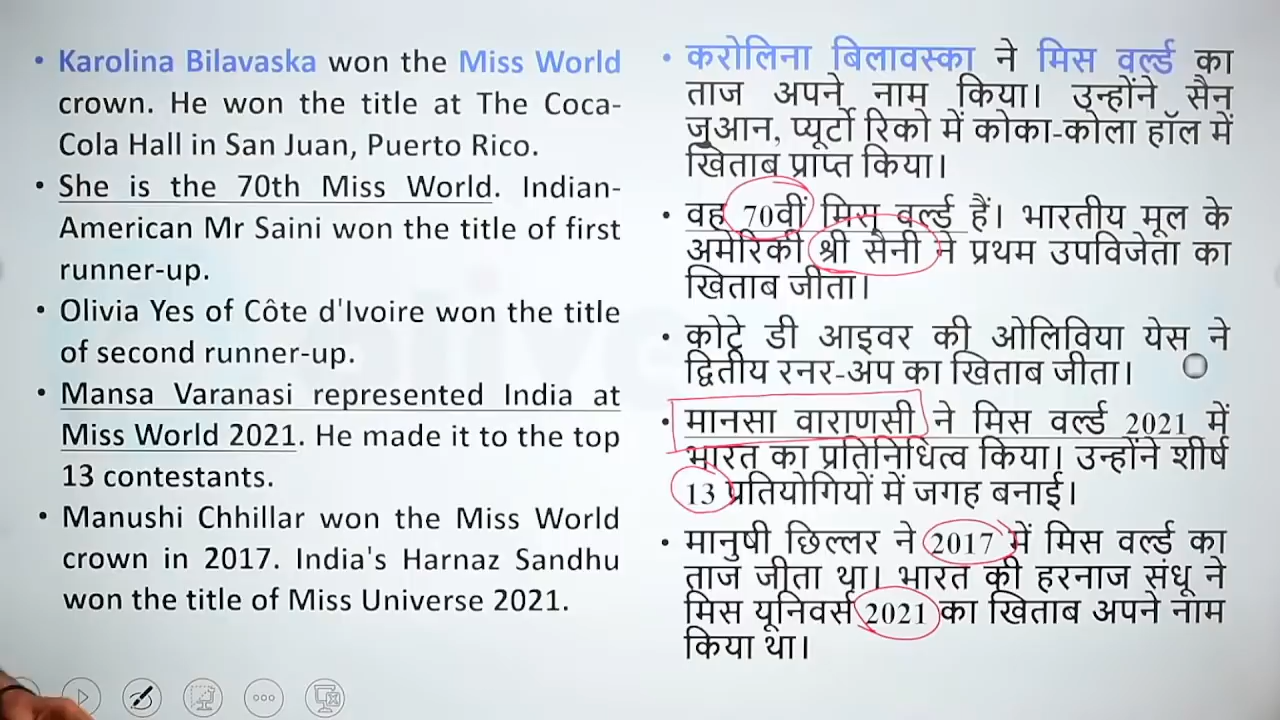 • Karolina Bilavaska won the Miss World
crown. He won the title at The Coca-
Cola Hall in San Juan, Puerto Rico.
• She is the 70th Miss World. Indian-
American Mr Saini won the title of first
runner-up.
• Olivia Yes of Côte d'Ivoire won the title
of second runner-up.
• Mansa Varanasi represented India at
Miss World 2021. He made it to the top
13 contestants.
• Manushi Chhillar won the Miss World
crown in 2017. India's Harnaz Sandhu
won the title of Miss Universe 2021.
• करोलिना बिलावस्का ने मिस वर्ल्ड का
ताज अपने नाम किया। उन्होंने सैन
जुआन, प्यूर्टो रिको में कोका-कोला हॉल में
खिताब प्राप्त किया।
• वह 70वीं मिस वर्ल्ड हैं। भारतीय मूल के
अमेरिकी श्री सैनी ने प्रथम उपविजेता का
खिताब जीता।
• कोटे डी आइवर की ओलिविया येस ने
द्वितीय रनर-अप का खिताब जीता।
• मानसा वाराणसी ने मिस वर्ल्ड 2021 में
भारत का प्रतिनिधित्व किया। उन्होंने शीर्ष
13 प्रतियोगियों में जगह बनाई।
• मानुषी छिल्लर ने 2017 में मिस वर्ल्ड का
ताज जीता था। भारत की हरनाज संधू ने
मिस यूनिवर्स 2021 का खिताब अपने नाम
किया था।